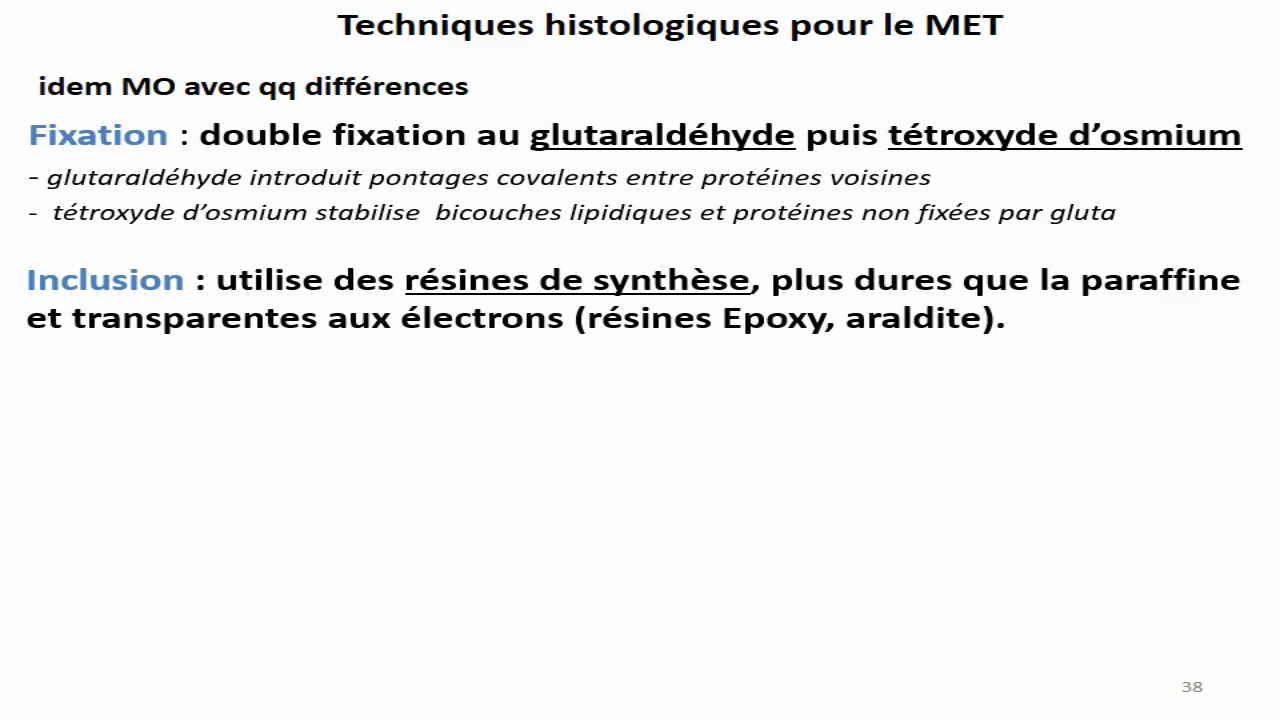 Techniques histologiques pour le MET
idem MO avec qq différences
Fixation : double fixation au glutaraldéhyde puis tétroxyde d’osmium
- glutaraldéhyde introduit pontages covalents entre protéines voisines
- tétroxyde d’osmium stabilise bicouches lipidiques et protéines non fixées par gluta
Inclusion : utilise des résines de synthèse, plus dures que la paraffine
et transparentes aux électrons (résines Epoxy, araldite).
38